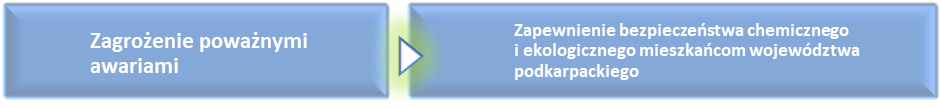 Zagrożenie poważnymi
awariami
Zapewnienie bezpieczeństwa chemicznego
i ekologicznego mieszkańcom województwa
podkarpackiego